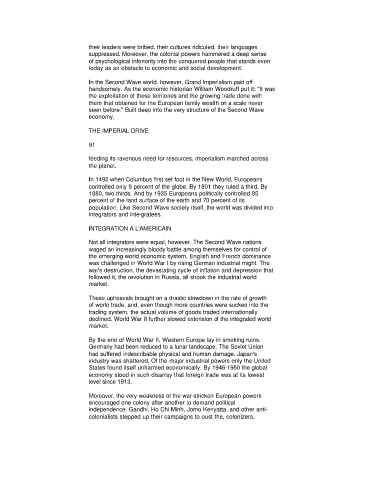 their leaders were bribed, their cultures ridiculed, their languages
suppressed. Moreover, the colonial powers hammered a deep sense
of psychological inferiority into the conquered people that stands even
today as an obstacle to economic and social development.
In the Second Wave world, however, Grand Imperialism paid off
handsomely. As the economic historian William Woodruff put it: "It was
the exploitation of these territories and the growing trade done with
them that obtained for the European family wealth on a scale never
seen before." Built deep into the very structure of the Second Wave
economy,
THE IMPERIAL DRIVE
91
feeding its ravenous need for resources, imperialism marched across
the planet.
In 1492 when Columbus first set foot in the New World, Europeans
controlled only 9 percent of the globe. By 1801 they ruled a third. By
1880, two thirds. And by 1935 Europeans politically controlled 85
percent of the land surface of the earth and 70 percent of its
population. Like Second Wave society itself, the world was divided into
integrators and inte-gratees.
INTEGRATION A L'AMERICAIN
Not all integrators were equal, however. The Second Wave nations
waged an increasingly bloody battle among themselves for control of
the emerging world economic system. English and French dominance
was challenged in World War I by rising German industrial might. The
war's destruction, the devastating cycle of inflation and depression that
followed it, the revolution in Russia, all shook the industrial world
market.
These upheavals brought on a drastic slowdown in the rate of growth
of world trade, and, even though more countries were sucked into the
trading system, the actual volume of goods traded internationally
declined. World War II further slowed extension of the integrated world
market.
By the end of World War II, Western Europe lay in smoking ruins.
Germany had been reduced to a lunar landscape. The Soviet Union
had suffered indescribable physical and human damage. Japan's
industry was shattered. Of the major industrial powers only the United
States found itself unharmed economically. By 1946-1950 the global
economy stood in such disarray that foreign trade was at its lowest
level since 1913.
Moreover, the very weakness of the war-stricken European powers
encouraged one colony after another to demand political
independence. Gandhi, Ho Chi Minh, Jomo Kenyatta, and other anti-
colonialists stepped up their campaigns to oust the, colonizers.